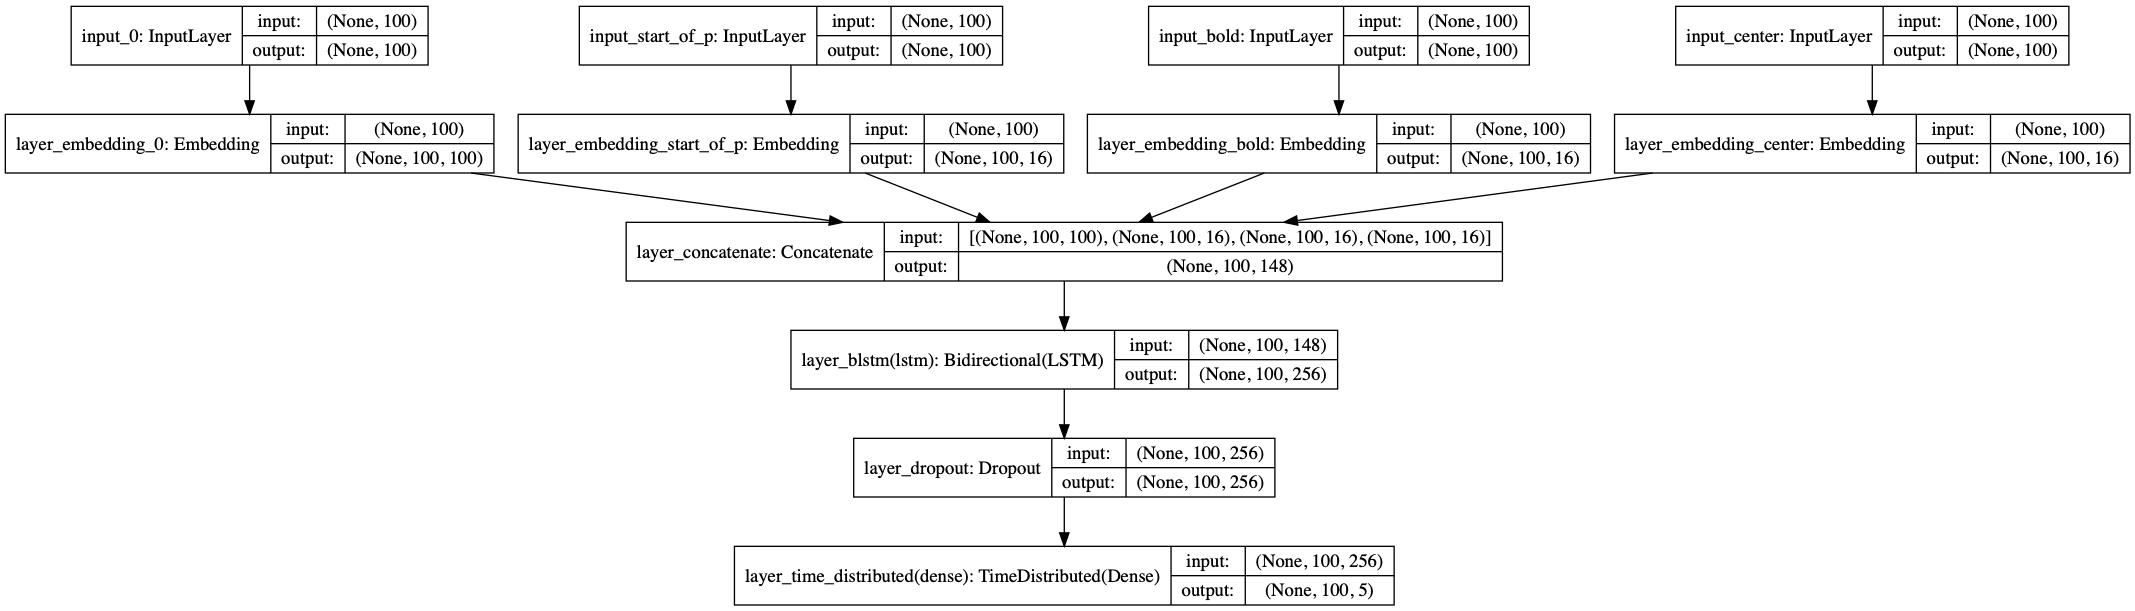 input_0: InputLayer
input: (None, 100)
output: (None, 100)
input_start_of_p: InputLayer
input: (None, 100)
output: (None, 100)
input_bold: InputLayer
input: (None, 100)
output: (None, 100)
input_center: InputLayer
input: (None, 100)
output: (None, 100)
layer_embedding_0: Embedding
input: (None, 100)
output: (None, 100, 100)
layer_embedding_start_of_p: Embedding
input: (None, 100)
output: (None, 100, 16)
layer_embedding_bold: Embedding
input: (None, 100)
output: (None, 100, 16)
layer_embedding_center: Embedding
input: (None, 100)
output: (None, 100, 16)
layer_concatenate: Concatenate
input: [(None, 100, 100), (None, 100, 16), (None, 100, 16), (None, 100, 16)]
output: (None, 100, 148)
layer_blstm(lstm): Bidirectional(LSTM)
input: (None, 100, 148)
output: (None, 100, 256)
layer_dropout: Dropout
input: (None, 100, 256)
output: (None, 100, 256)
layer_time_distributed(dense): TimeDistributed(Dense)
input: (None, 100, 256)
output: (None, 100, 5)